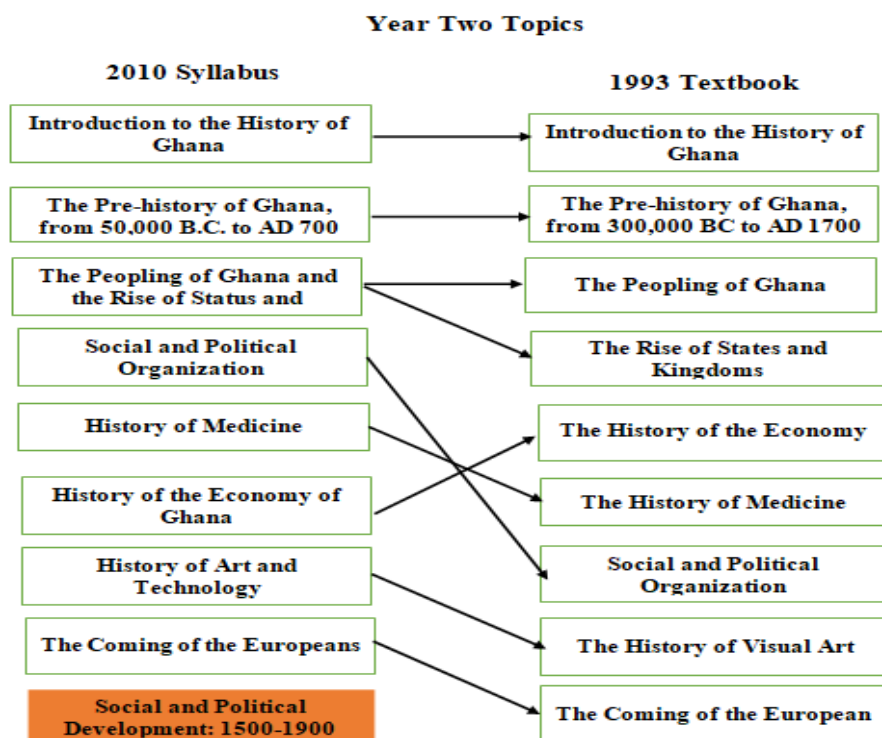 Year Two Topics
2010 Syllabus
Introduction to the History of
Ghana
The Pre-history of Ghana,
from 50,000 B.C. to AD 700
The Peopling of Ghana and
the Rise of Status and
Social and Political
Organization
History of Medicine
History of the Economy of
Ghana
History of Art and
Technology
The Coming of the Europeans
Social and Political
Development: 1500-1900
1993 Textbook
Introduction to the History of
Ghana
The Pre-history of Ghana,
from 300,000 BC to AD 1700
The Peopling of Ghana
The Rise of States and
Kingdoms
The History of the Economy
The History of Medicine
Social and Political
Organization
The History of Visual Art
The Coming of the European